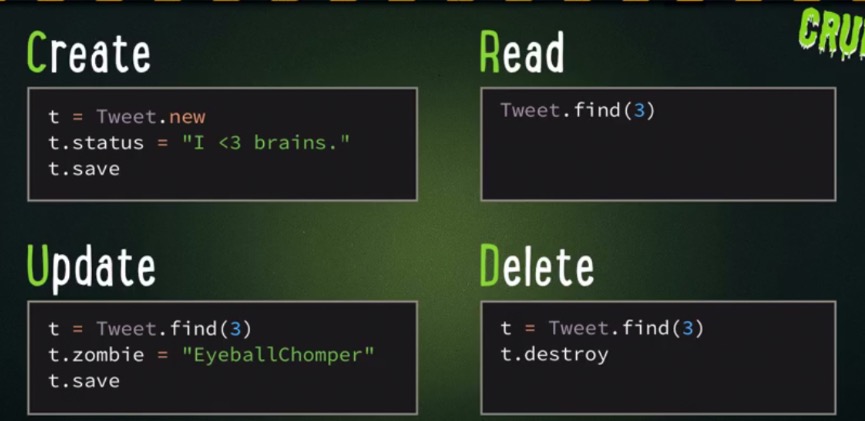 Create
t = Tweet.new
t.status = "I <3 brains."
t.save
Read
Tweet.find(3)
Update
t = Tweet.find(3)
t.zombie = "EyeballChomper"
t.save
Delete
t = Tweet.find(3)
t.destroy